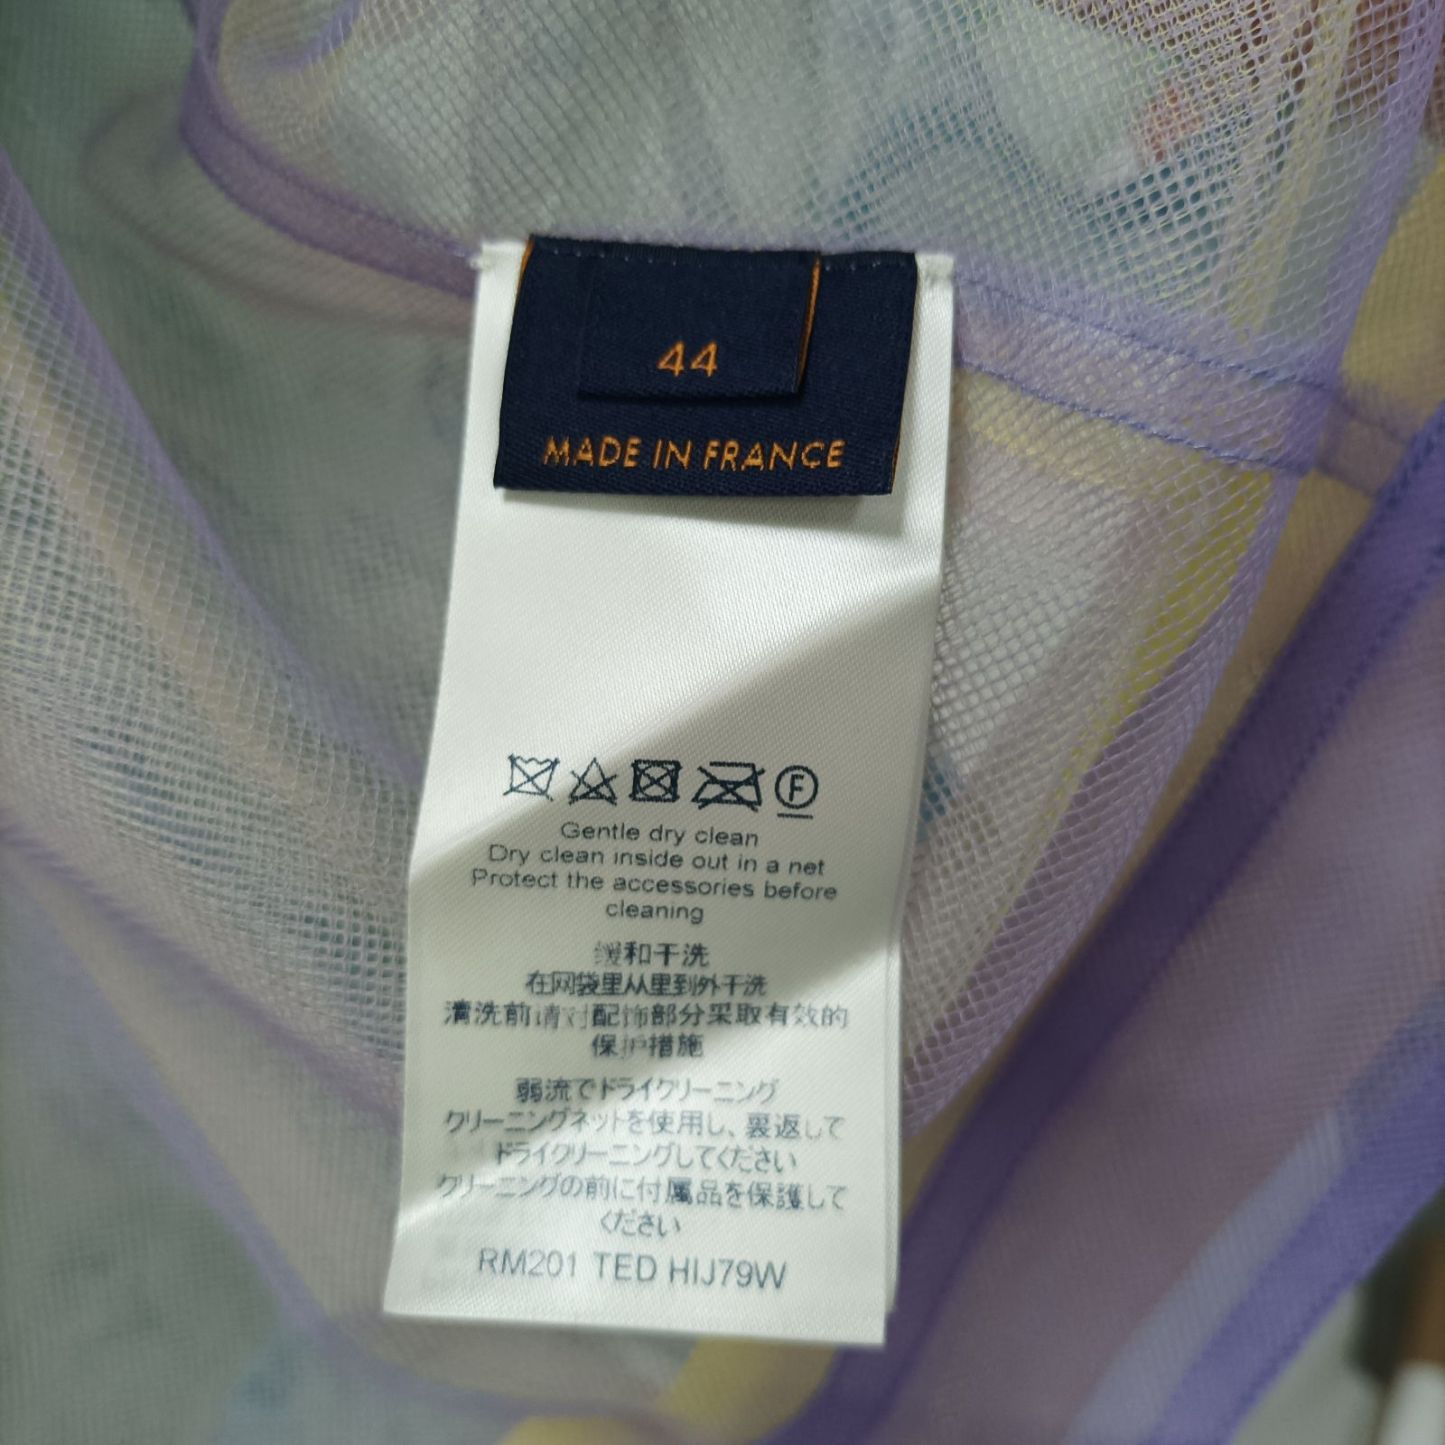 44
MADE IN FRANCE
F
Gentle dry clean
Dry clean inside out in a net
Protect the accessories before
cleaning
缓和干洗
在网袋里从里到外干洗
清洗前请对配饰部分采取有效的
保护措施
弱流でドライクリーニング
クリーニングネットを使用し、裏返して
ドライクリーニングしてください
クリーニングの前に付属品を保護して
ください
RM201 TED HIJ79W